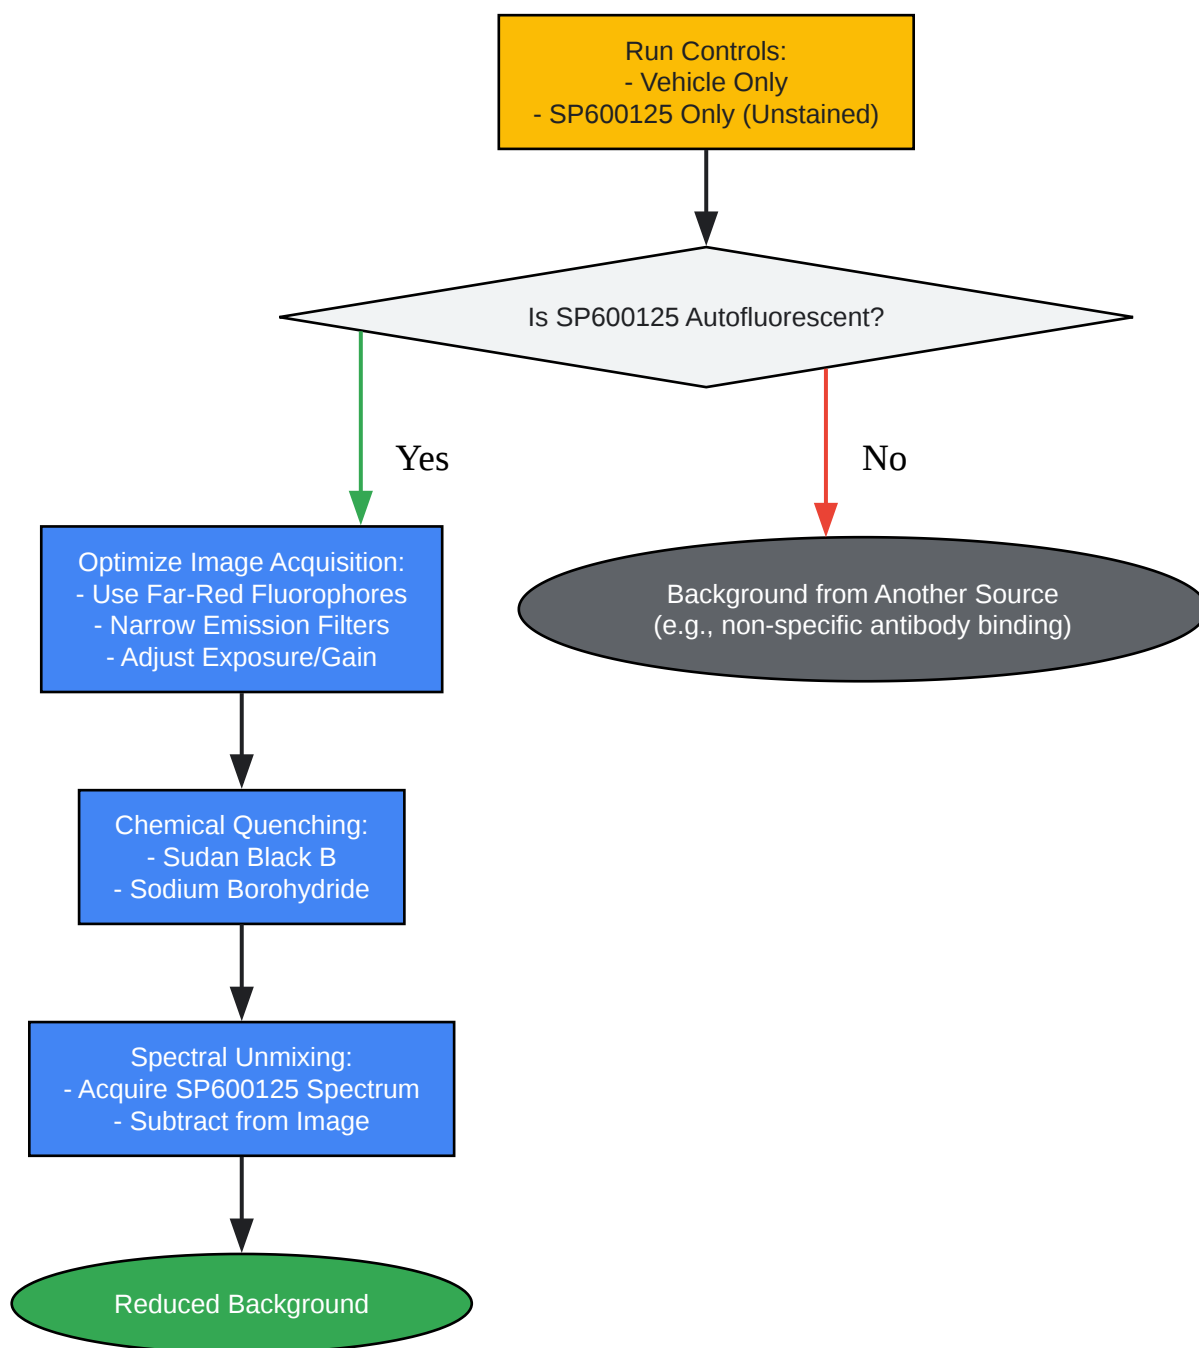 Run Controls:
- Vehicle Only
- SP600125 Only (Unstained)
Is SP600125 Autofluorescent?
Yes
No
Optimize Image Acquisition:
- Use Far-Red Fluorophores
- Narrow Emission Filters
- Adjust Exposure/Gain
Background from Another Source
(e.g., non-specific antibody binding)
Chemical Quenching:
- Sudan Black B
- Sodium Borohydride
Spectral Unmixing:
- Acquire SP600125 Spectrum
- Subtract from Image
Reduced Background